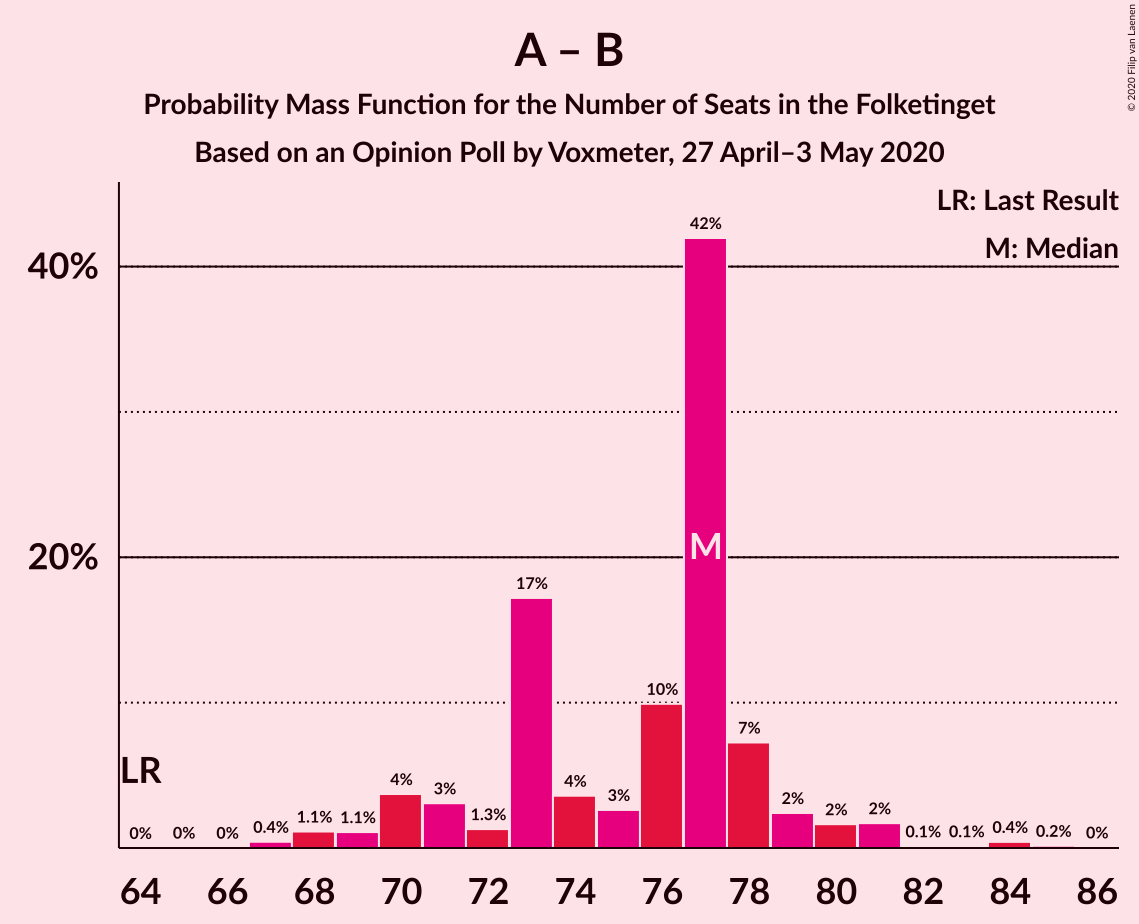 A – B
Probability Mass Function for the Number of Seats in the Folketinget
Based on an Opinion Poll by Voxmeter, 27 April–3 May 2020
© 2020 Filip van Laenen
LR: Last Result
M: Median
40%
20%
LR
M
0%
0%
0%
0.4%
1.1%
1.1%
4%
3%
1.3%
17%
4%
3%
10%
42%
7%
2%
2%
2%
0.1%
0.1%
0.4%
0.2%
0%
64 66 68 70 72 74 76 78 80 82 84 86